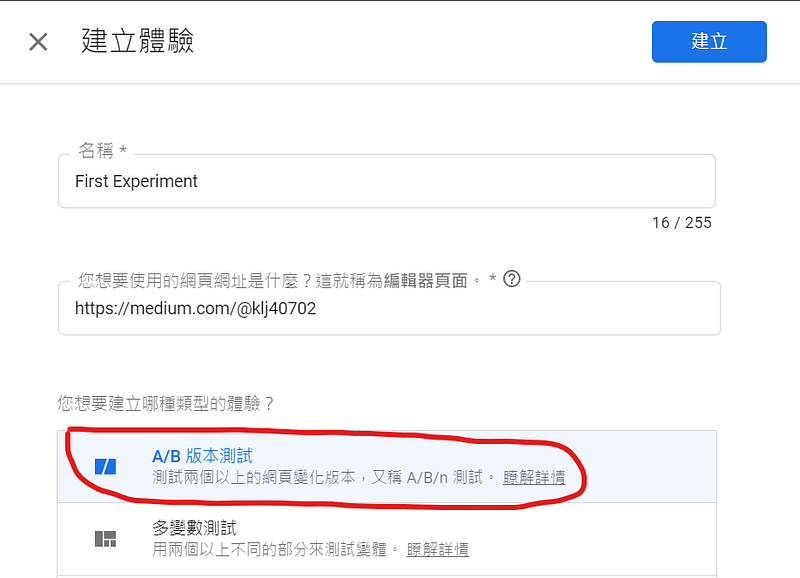 建立體驗
建立
名稱 *
First Experiment
16 / 255
您想要使用的網頁網址是什麼？這就稱為編輯器頁面。 *
https://medium.com/@klj40702
您想要建立哪種類型的體驗？
A/B 版本測試
測試兩個以上的網頁變化版本，又稱 A/B/n 測試。 瞭解詳情
多變數測試
用兩個以上不同的部分來測試變體。 瞭解詳情